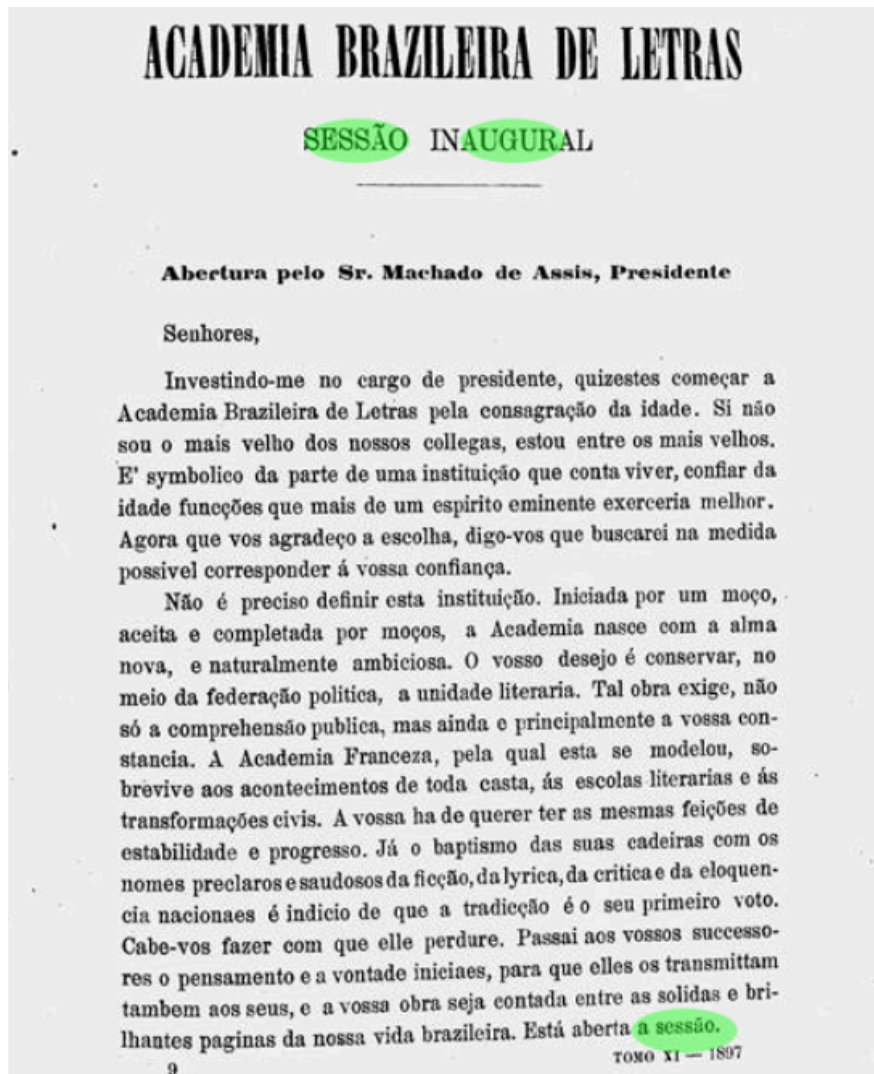 ACADEMIA BRAZILEIRA DE LETRAS
SESSÃO INAUGURAL
Abertura pelo Sr. Machado de Assis, Presidente
Senhores,
Investindo-me no cargo de presidente, quizestes começar a
Academia Brazileira de Letras pela consagração da idade. Si não
sou o mais velho dos nossos collegas, estou entre os mais velhos.
E' symbolico da parte de uma instituição que conta viver, confiar da
idade funcções que mais de um espirito eminente exerceria melhor.
Agora que vos agradeço a escolha, digo-vos que buscarei na medida
possivel corresponder á vossa confiança.
Não é preciso definir esta instituição. Iniciada por um moço,
aceita e completada por moços, a Academia nasce com a alma
nova, e naturalmente ambiciosa. O vosso desejo é conservar, no
meio da federação politica, a unidade literaria. Tal obra exige, não
só a comprehensão publica, mas ainda e principalmente a vossa con-
stancia. A Academia Franceza, pela qual esta se modelou, so-
brevive aos acontecimentos de toda casta, ás escolas literarias e ás
transformações civis. A vossa ha de querer ter as mesmas feições de
estabilidade e progresso. Já o baptismo das suas cadeiras com os
nomes preclaros e saudosos da ficção, da lyrica, da critica e da eloquen-
cia nacionaes é indicio de que a tradicção é o seu primeiro voto.
Cabe-vos fazer com que elle perdure. Passai aos vossos successo-
res o pensamento e a vontade iniciaes, para que elles os transmittam
tambem aos seus, e a vossa obra seja contada entre as solidas e bri-
lhantes paginas da nossa vida brazileira. Está aberta a sessão.
9 TOMO XI — 1897